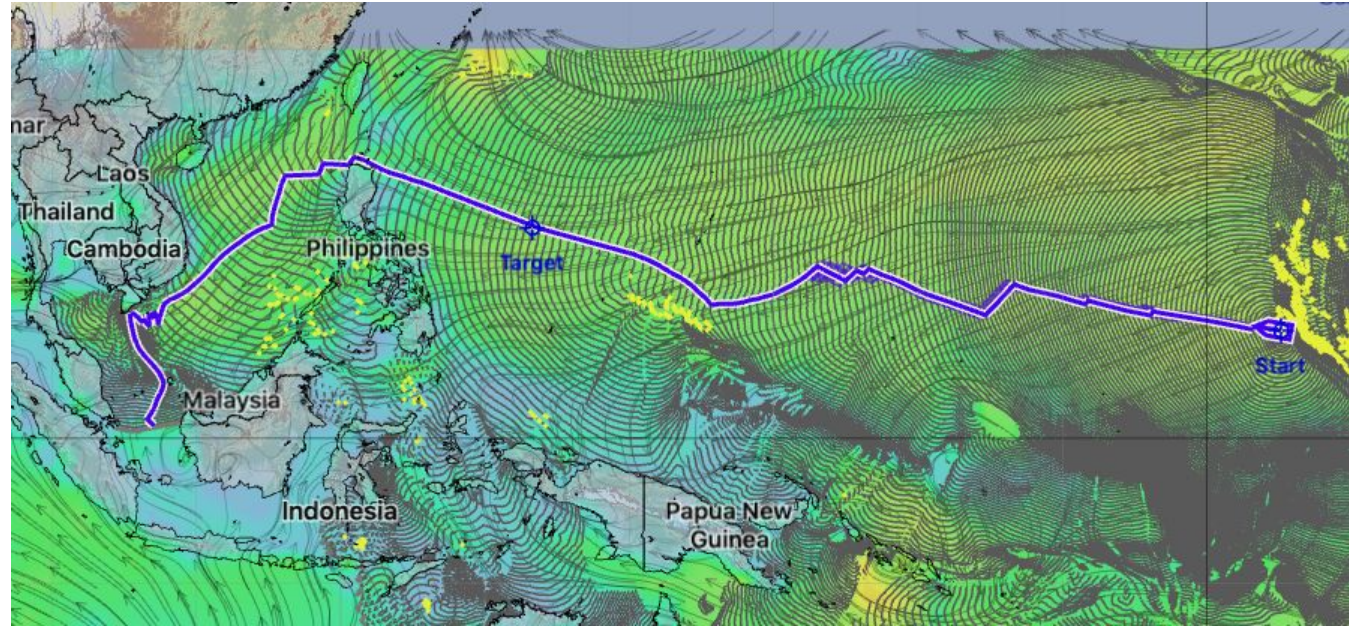 nar
Laos
Thailand
Cambodia
Philippines
Target
Start
Malaysia
Indonesia
Papua New
Guinea